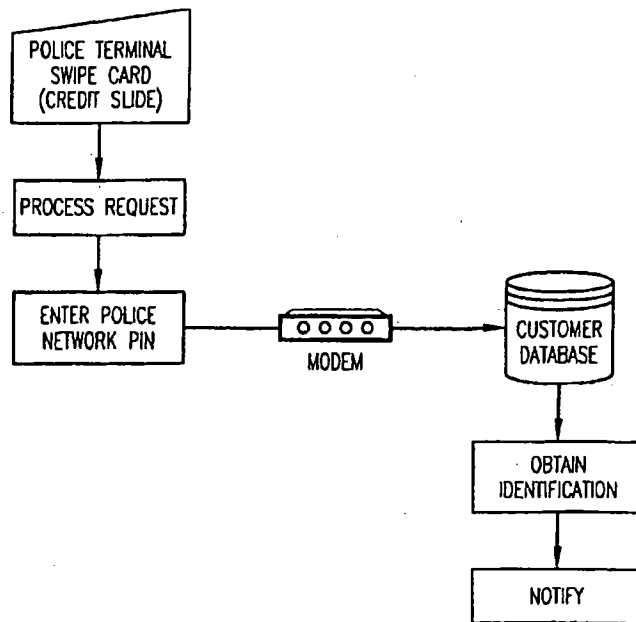 POLICE TERMINAL
SWIPE CARD
(CREDIT SLIDE)
PROCESS REQUEST
ENTER POLICE
NETWORK PIN
MODEM
CUSTOMER
DATABASE
OBTAIN
IDENTIFICATION
NOTIFY